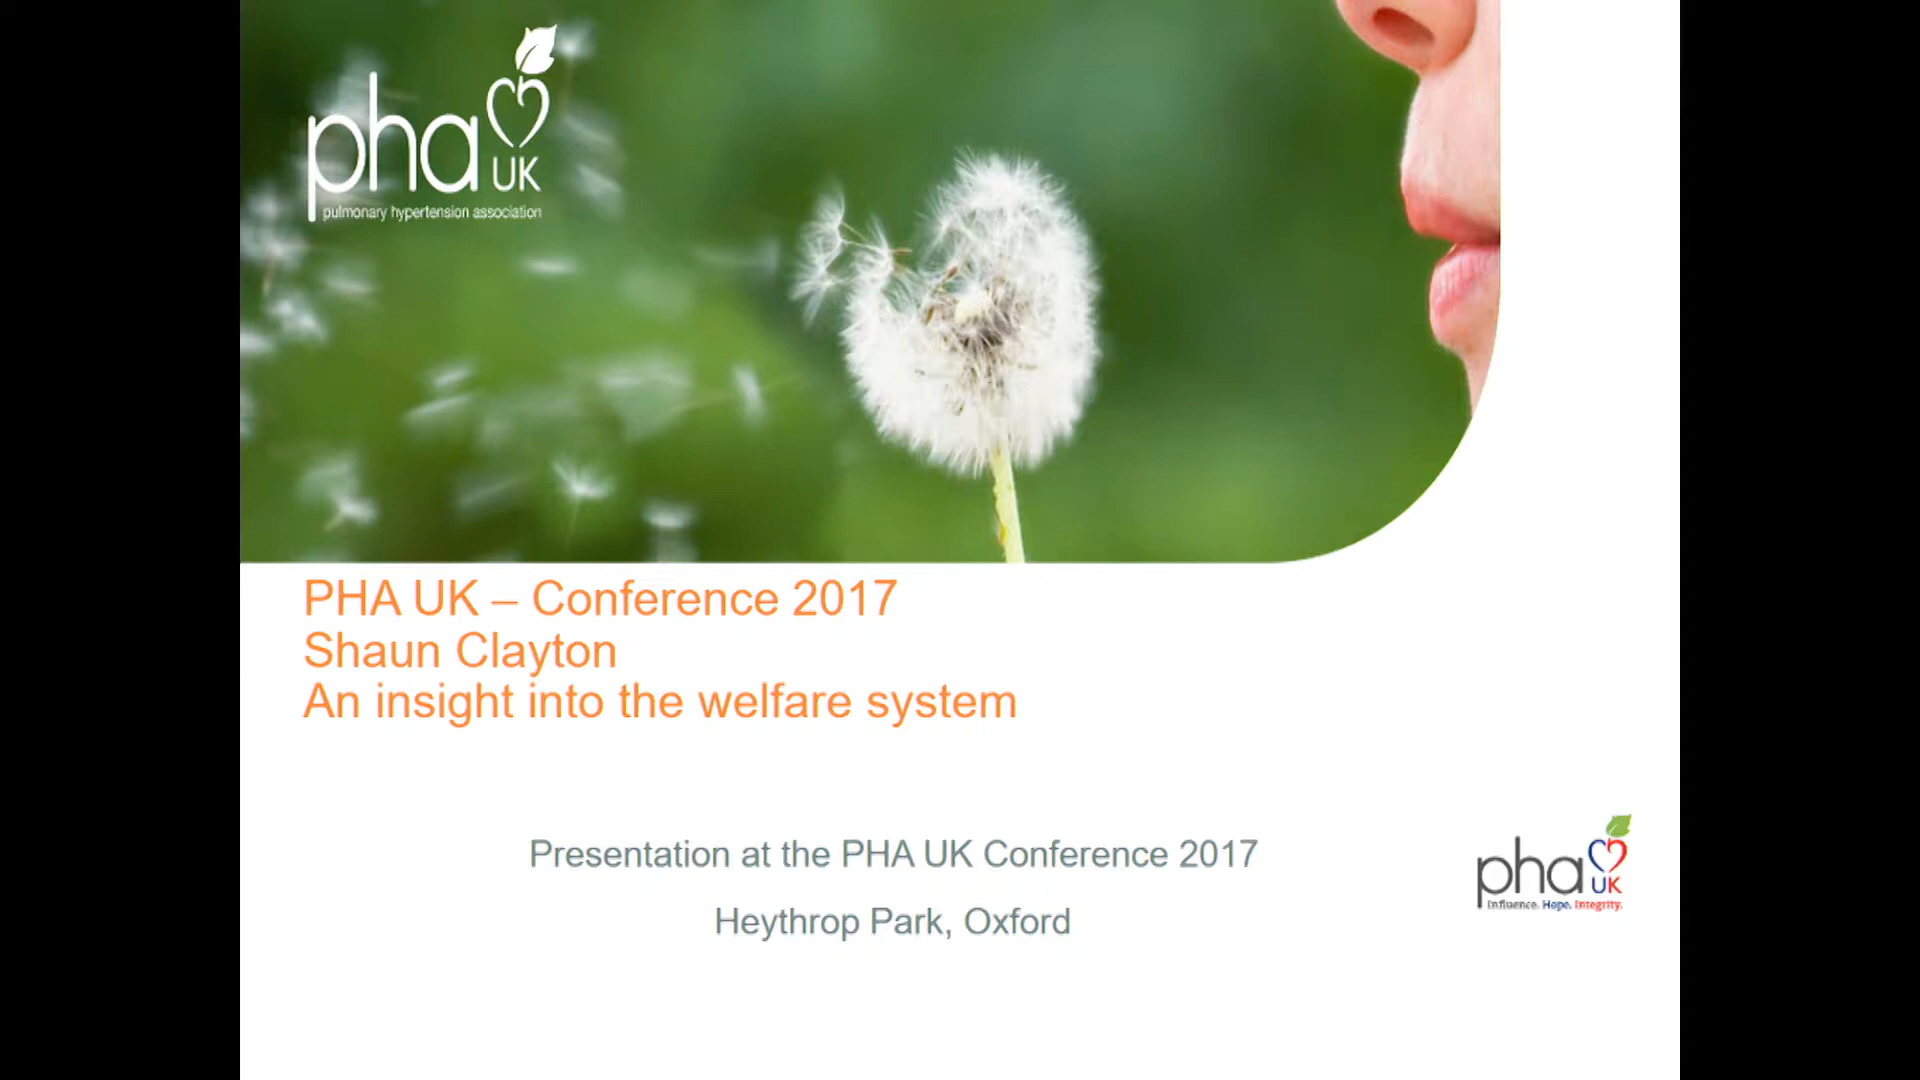 pha UK
pulmonary hypertension association
PHA UK – Conference 2017
Shaun Clayton
An insight into the welfare system
Presentation at the PHA UK Conference 2017
Heythrop Park, Oxford
pha UK
Influence. Hope. Integrity.